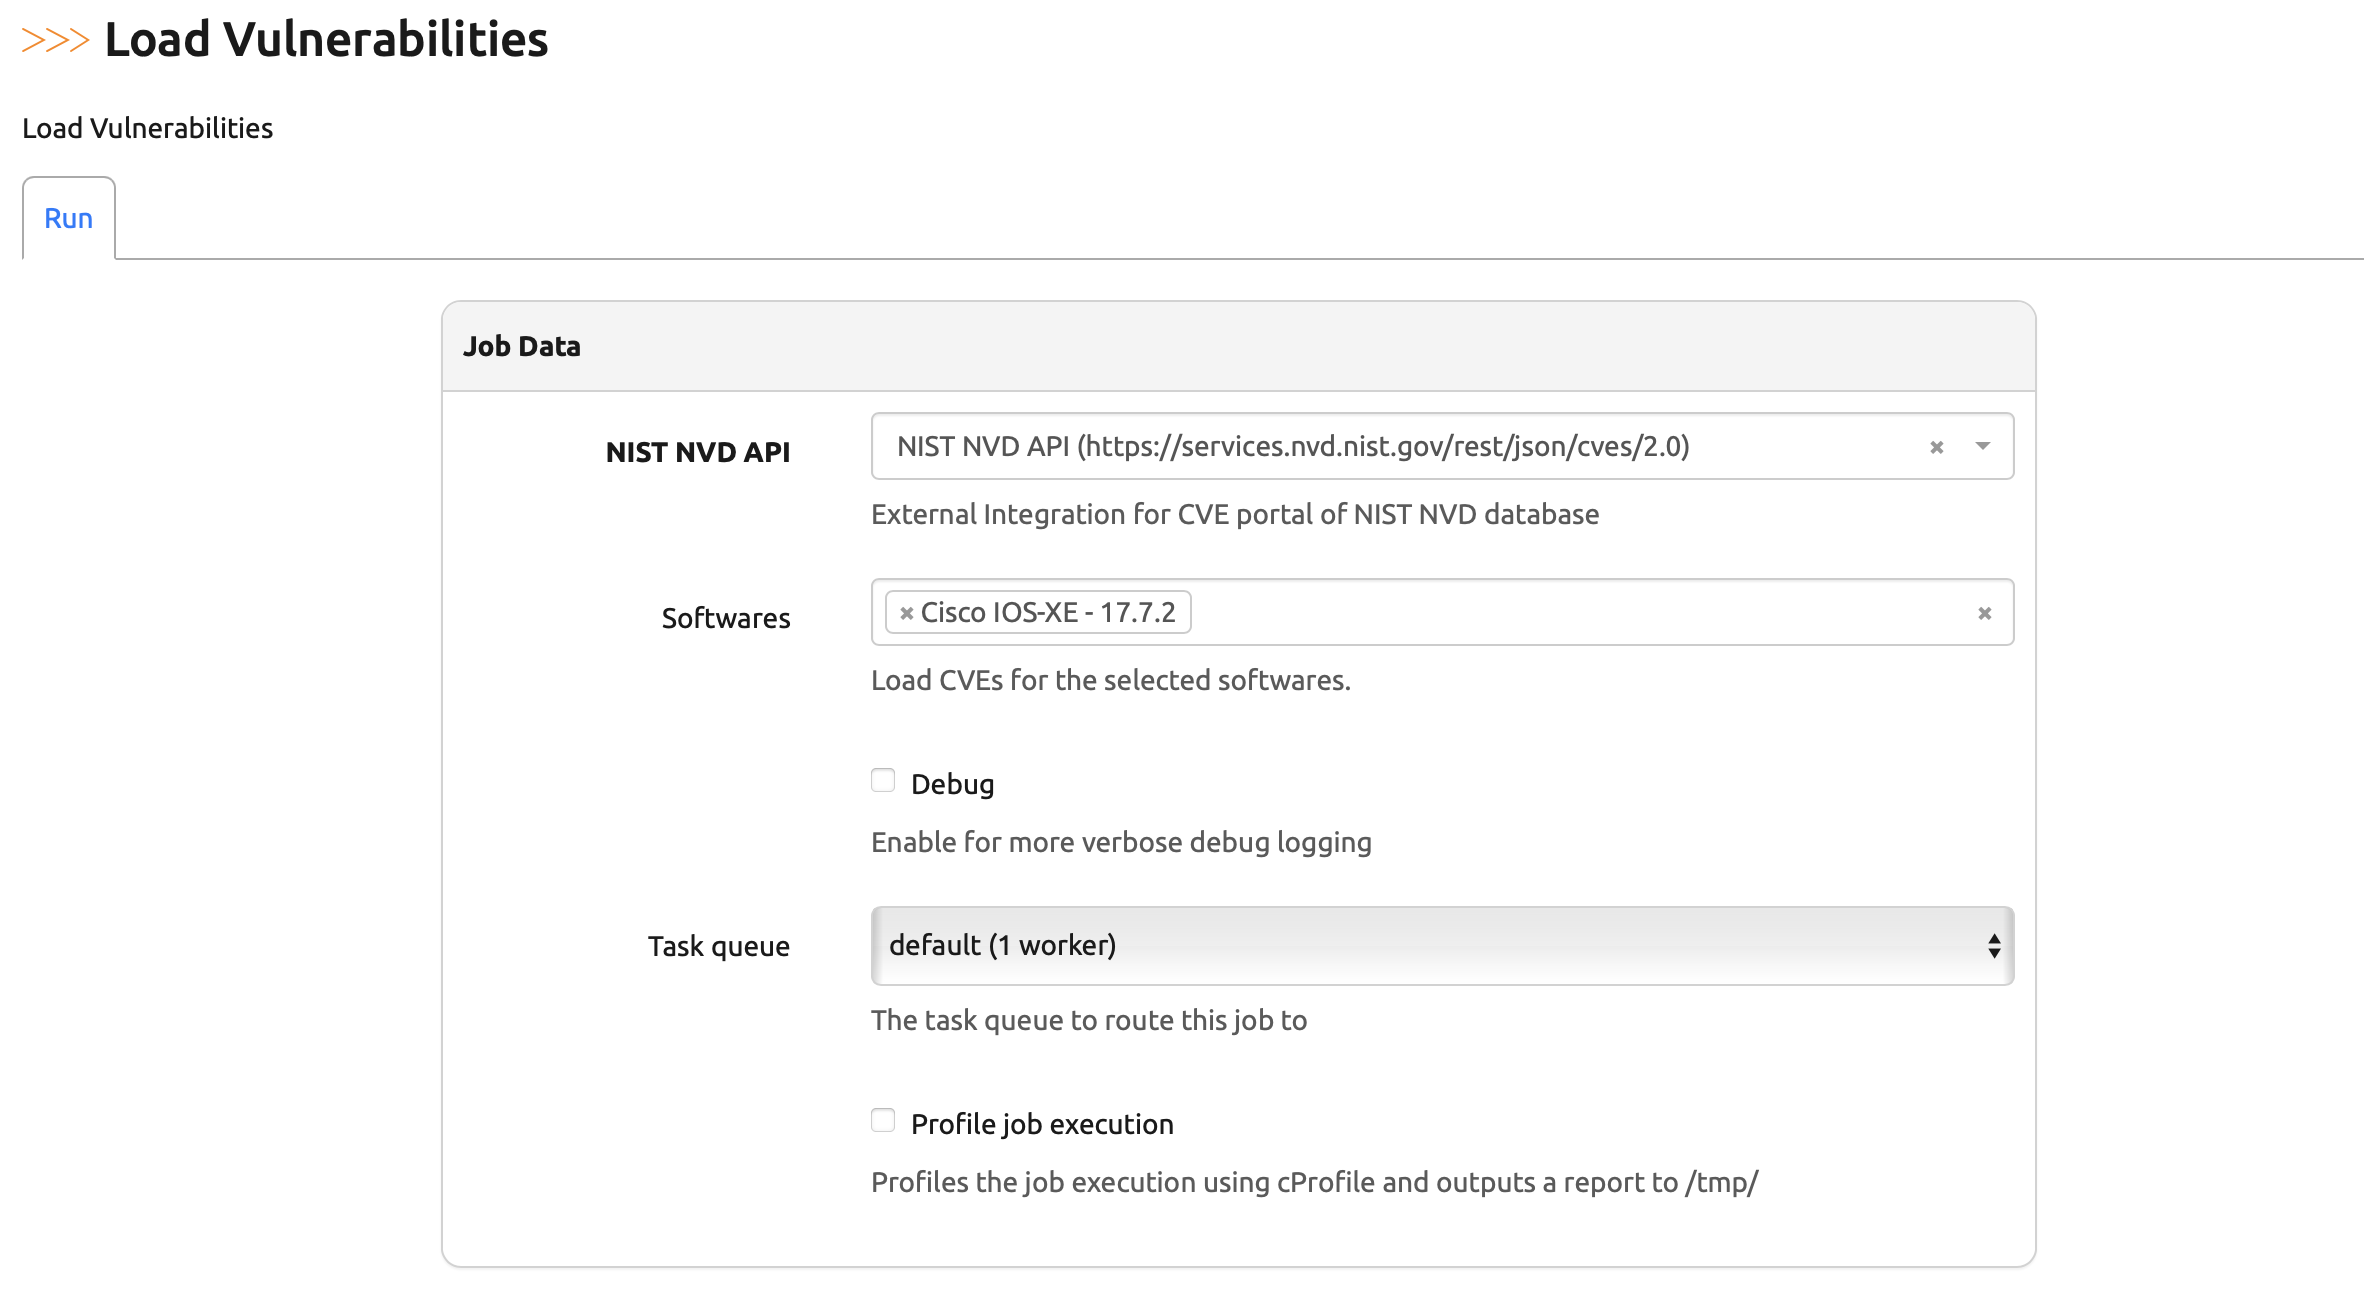 >>> Load Vulnerabilities
Load Vulnerabilities
Run
Job Data
NIST NVD API
NIST NVD API (https://services.nvd.nist.gov/rest/json/cves/2.0)
External Integration for CVE portal of NIST NVD database
Softwares
Cisco IOS-XE - 17.7.2
Load CVEs for the selected softwares.
Debug
Enable for more verbose debug logging
Task queue
default (1 worker)
The task queue to route this job to
Profile job execution
Profiles the job execution using cProfile and outputs a report to /tmp/